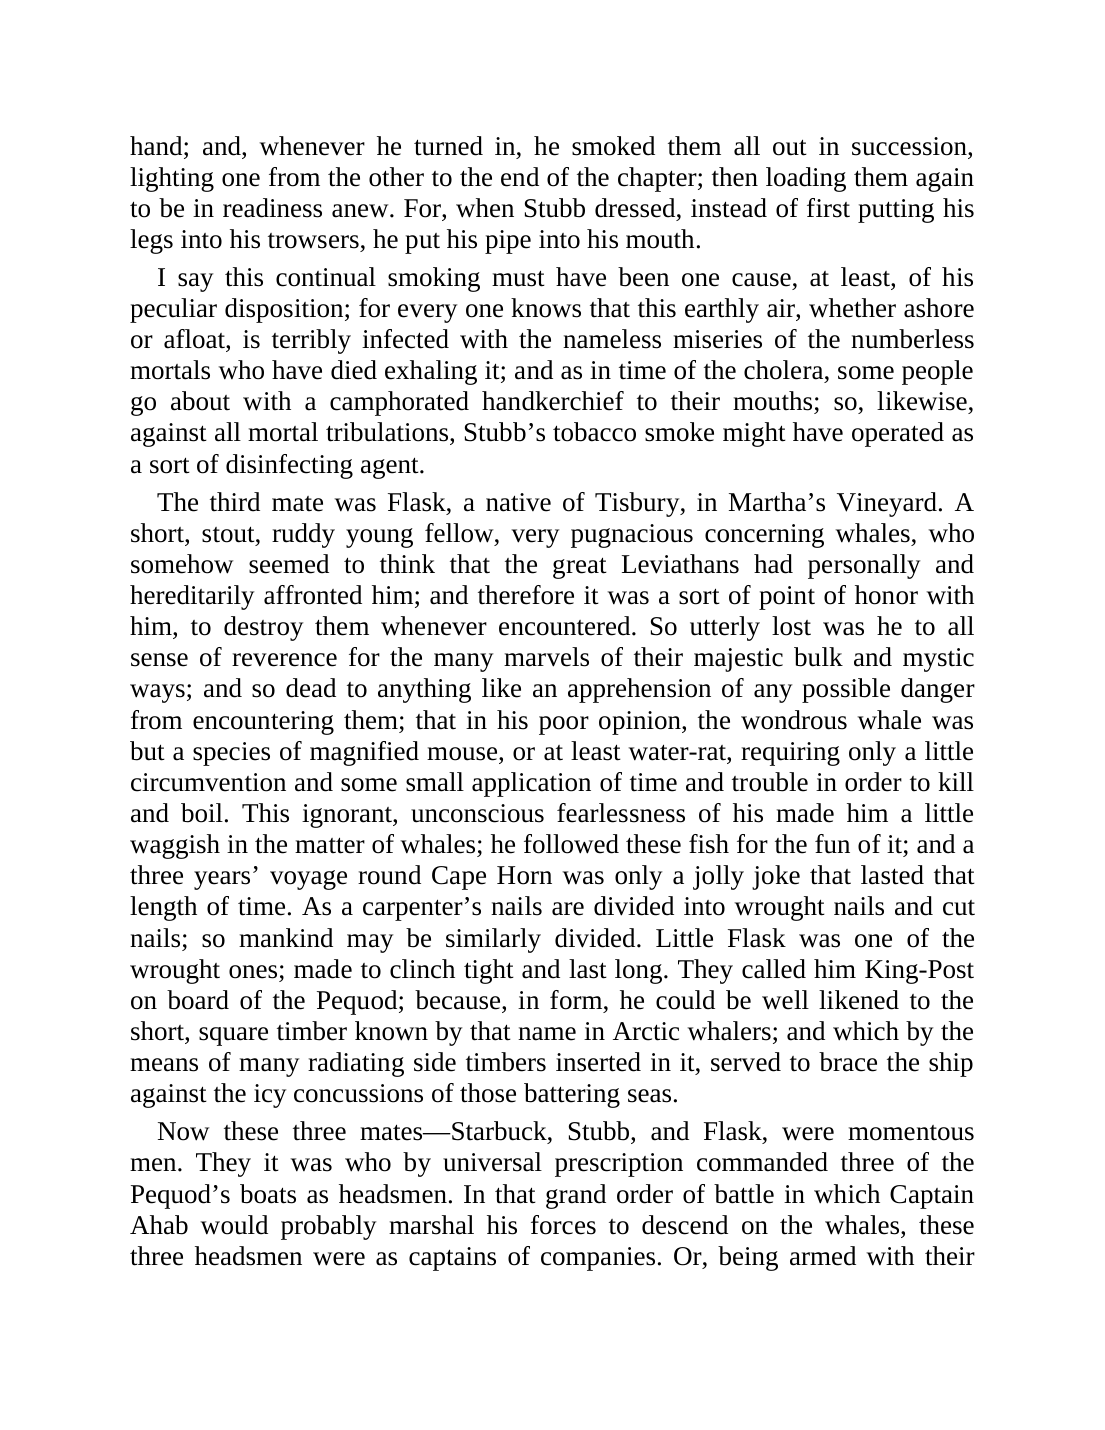 hand; and, whenever he turned in, he smoked them all out in succession,
lighting one from the other to the end of the chapter; then loading them again
to be in readiness anew. For, when Stubb dressed, instead of first putting his
legs into his trowsers, he put his pipe into his mouth.
I say this continual smoking must have been one cause, at least, of his
peculiar disposition; for every one knows that this earthly air, whether ashore
or afloat, is terribly infected with the nameless miseries of the numberless
mortals who have died exhaling it; and as in time of the cholera, some people
go about with a camphorated handkerchief to their mouths; so, likewise,
against all mortal tribulations, Stubb’s tobacco smoke might have operated as
a sort of disinfecting agent.
The third mate was Flask, a native of Tisbury, in Martha’s Vineyard. A
short, stout, ruddy young fellow, very pugnacious concerning whales, who
somehow seemed to think that the great Leviathans had personally and
hereditarily affronted him; and therefore it was a sort of point of honor with
him, to destroy them whenever encountered. So utterly lost was he to all
sense of reverence for the many marvels of their majestic bulk and mystic
ways; and so dead to anything like an apprehension of any possible danger
from encountering them; that in his poor opinion, the wondrous whale was
but a species of magnified mouse, or at least water-rat, requiring only a little
circumvention and some small application of time and trouble in order to kill
and boil. This ignorant, unconscious fearlessness of his made him a little
waggish in the matter of whales; he followed these fish for the fun of it; and a
three years’ voyage round Cape Horn was only a jolly joke that lasted that
length of time. As a carpenter’s nails are divided into wrought nails and cut
nails; so mankind may be similarly divided. Little Flask was one of the
wrought ones; made to clinch tight and last long. They called him King-Post
on board of the Pequod; because, in form, he could be well likened to the
short, square timber known by that name in Arctic whalers; and which by the
means of many radiating side timbers inserted in it, served to brace the ship
against the icy concussions of those battering seas.
Now these three mates—Starbuck, Stubb, and Flask, were momentous
men. They it was who by universal prescription commanded three of the
Pequod’s boats as headsmen. In that grand order of battle in which Captain
Ahab would probably marshal his forces to descend on the whales, these
three headsmen were as captains of companies. Or, being armed with their